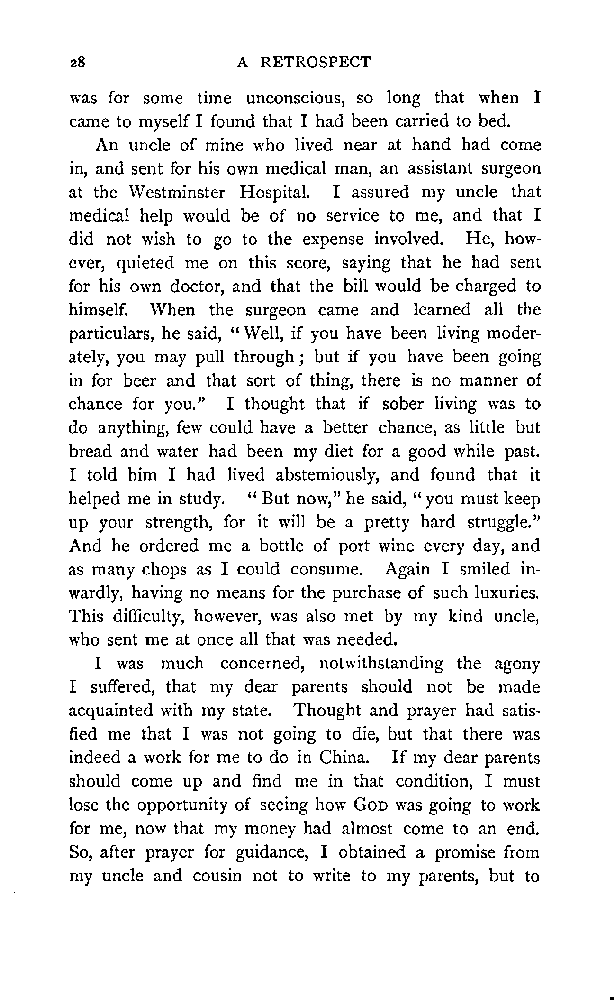 28 A RETROSPECT
was for some time unconscious, so long that when I
came to myself I found that I had been carried to bed.
An uncle of mine who lived near at hand had come
in, and sent for his own medical man, an assistant surgeon
at the Westminster Hospital. I assured my uncle that
medical help would be of no service to me, and that I
did not wish to go to the expense involved. He, how-
ever, quieted me on this score, saying that he had sent
for his own doctor, and that the bill would be charged to
himself. When the surgeon came and learned all the
particulars, he said, “Well, if you have been living moder-
ately, you may pull through; but if you have been going
in for beer and that sort of thing, there is no manner of
chance for you.” I thought that if sober living was to
do anything, few could have a better chance, as little but
bread and water had been my diet for a good while past.
I told him I had lived abstemiously, and found that it
helped me in study. “But now,” he said, “you must keep
up your strength, for it will be a pretty hard struggle.”
And he ordered me a bottle of port wine every day, and
as many chops as I could consume. Again I smiled in-
wardly, having no means for the purchase of such luxuries.
This difficulty, however, was also met by my kind uncle,
who sent me at once all that was needed.
I was much concerned, notwithstanding the agony
I suffered, that my dear parents should not be made
acquainted with my state. Thought and prayer had satis-
fied me that I was not going to die, but that there was
indeed a work for me to do in China. If my dear parents
should come up and find me in that condition, I must
lose the opportunity of seeing how GOD was going to work
for me, now that my money had almost come to an end.
So, after prayer for guidance, I obtained a promise from
my uncle and cousin not to write to my parents, but to